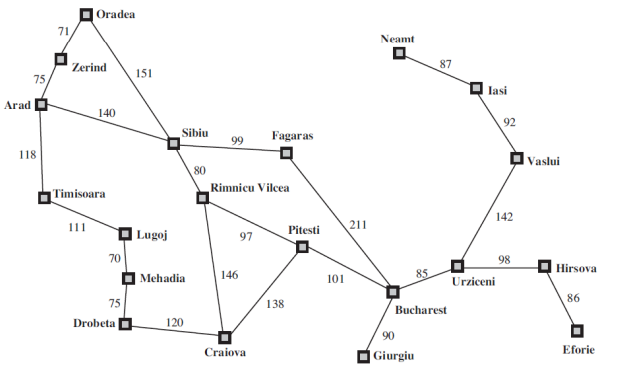 Oradea
71
Neamt
Zerind
87
75
151
Iasi
Arad
140
92
Sibiu
Fagaras
99
118
Vaslui
80
Timisoara
Rimnicu Vilcea
142
111
211
Lugoj
97
Pitesti
70
98
Hirsova
Mehadia
146
101
85
Urziceni
75
138
86
Bucharest
Drobeta
120
90
Craiova
Giurgiu
Eforie